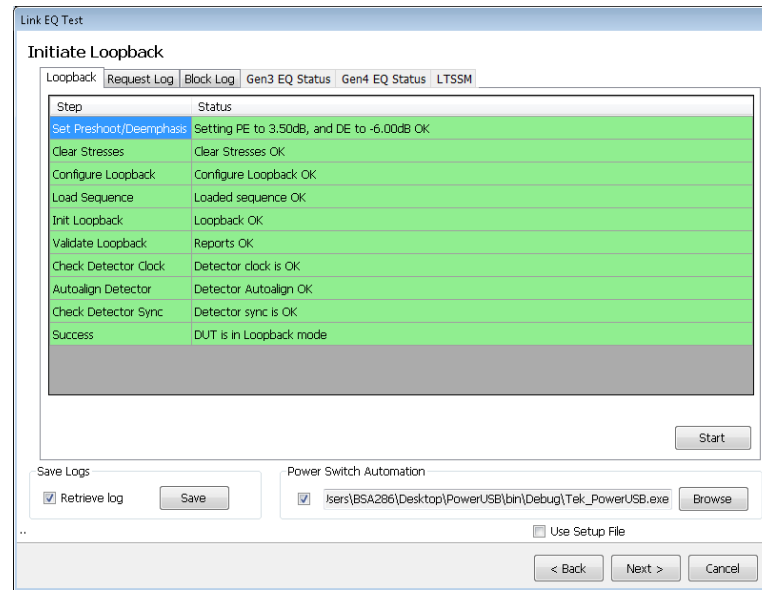 Link EQ Test
Initiate Loopback
Loopback Request Log Block Log Gen3 EQ Status Gen4 EQ Status LTSSM
Step Status
Set Preshoot/Deemphasis Setting PE to 3.50dB, and DE to -6.00dB OK
Clear Stresses Clear Stresses OK
Configure Loopback Configure Loopback OK
Load Sequence Loaded sequence OK
Init Loopback Loopback OK
Validate Loopback Reports OK
Check Detector Clock Detector clock is OK
Autoalign Detector Detector Autoalign OK
Check Detector Sync Detector sync is OK
Success DUT is in Loopback mode
Start
Save Logs Power Switch Automation
Retrieve log Save Jsers\BSA286\Desktop\PowerUSB\bin\Debug\Tek_PowerUSB.exe Browse
.. Use Setup File
< Back Next > Cancel